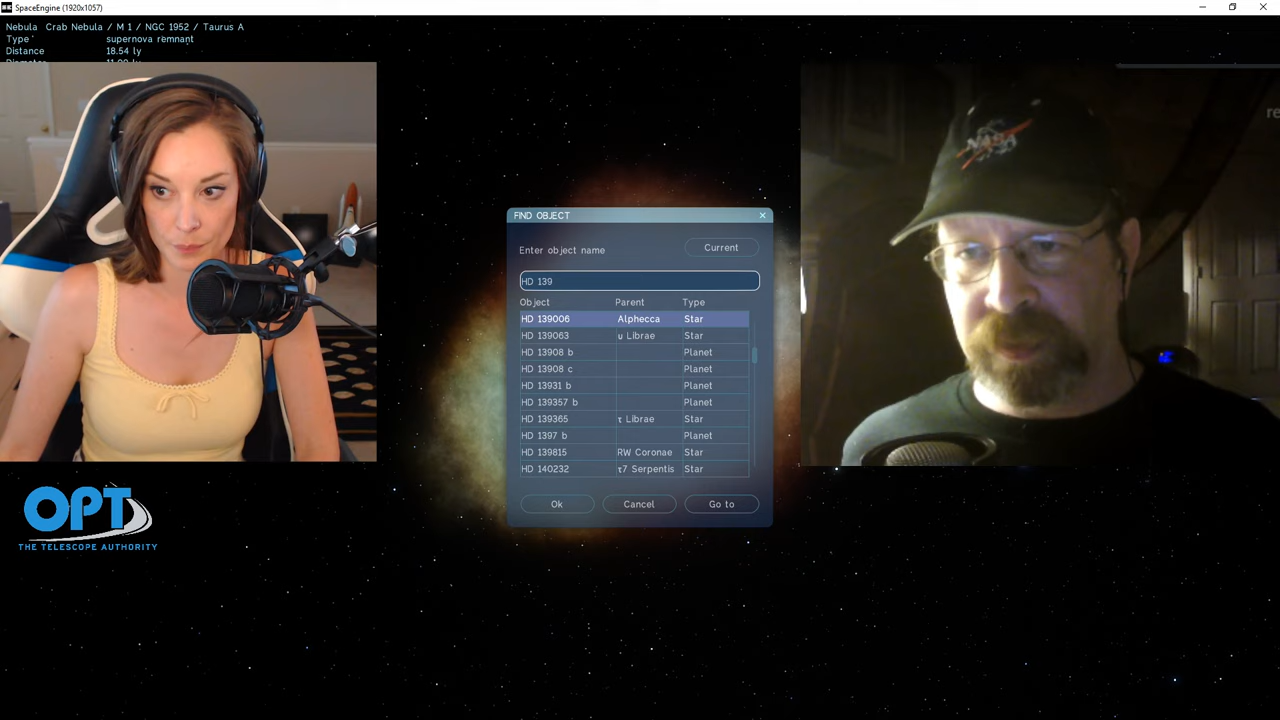 SpaceEngine (1920x1057)
Nebula Crab Nebula / M 1 / NGC 1952 / Taurus A
Type supernova remnant
Distance 18.54 ly
NASA
FIND OBJECT
Enter object name
Current
HD 139
Object Parent Type
HD 139006 Alphecca Star
HD 139063 υ Librae Star
HD 13908 b Planet
HD 13908 c Planet
HD 13931 b Planet
HD 139357 b Planet
HD 139365 τ Librae Star
HD 1397 b Planet
HD 139815 RW Coronae Star
HD 140232 τ7 Serpentis Star
Ok Cancel Go to
OPT
THE TELESCOPE AUTHORITY